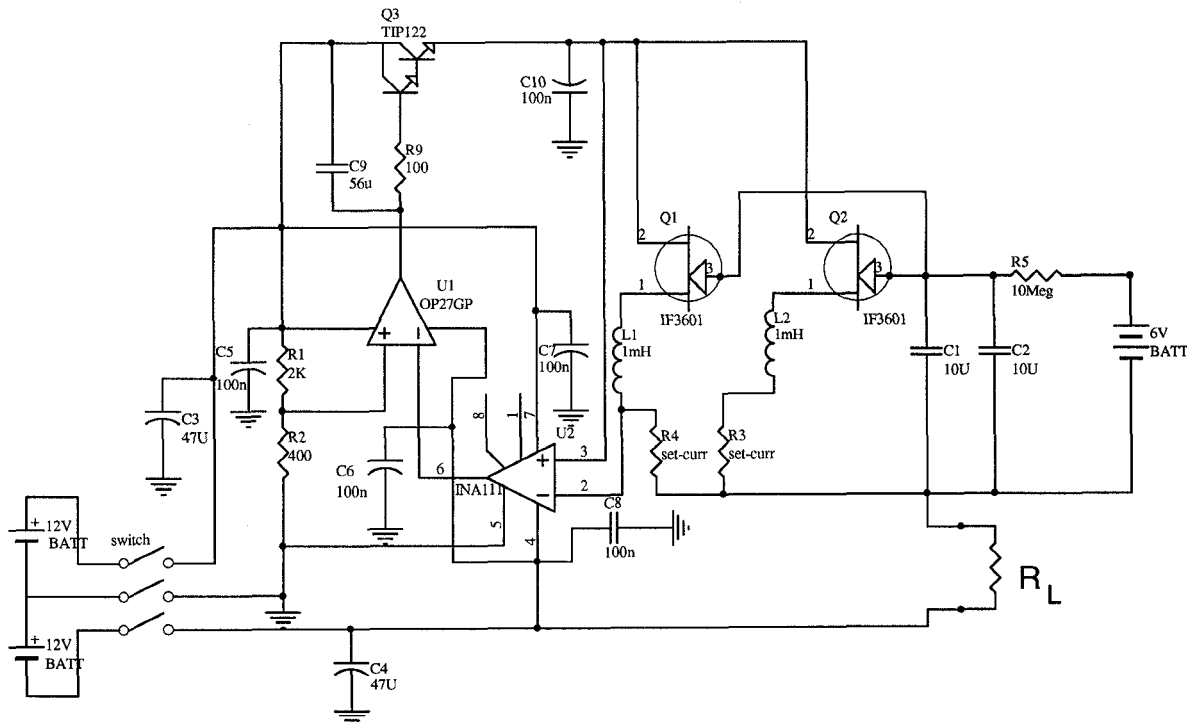 Q3
TIP122
C10
100n
R9
100
C9
56u
Q1
2
3
1
IF3601
Q2
2
3
1
IF3601
R5
10Meg
U1
OP27GP
+
-
L1
1mH
L2
1mH
6V
BATT
C1
10U
C2
10U
C5
100n
R1
2K
C7
100n
C3
47U
R2
400
8
1
7
U2
R4
set-curr
R3
set-curr
C6
100n
6
INA111
+
-
3
2
5
4
C8
100n
+
12V
BATT
switch
R L
+
12V
BATT
C4
47U